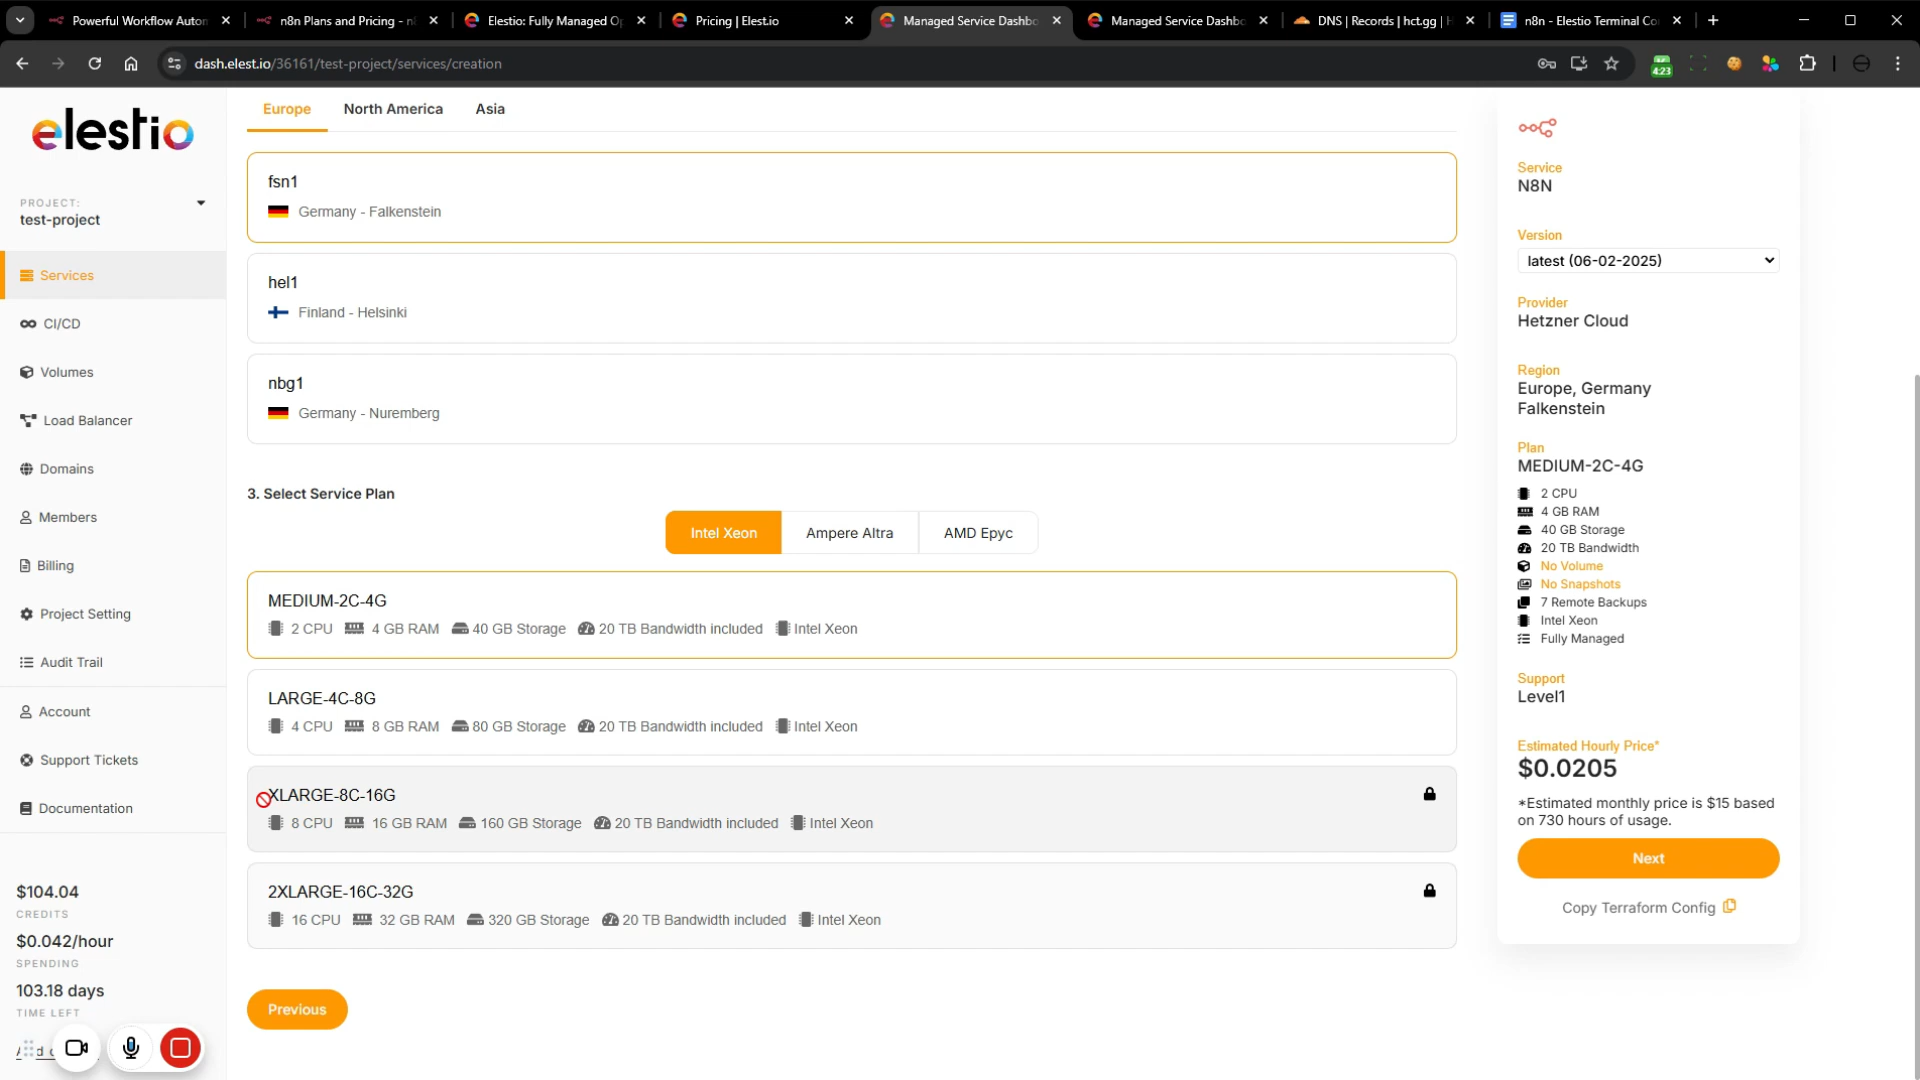 Powerful Workflow Autom
n8n Plans and Pricing - n8
Elestio: Fully Managed Op
Pricing | Elest.io
Managed Service Dashbo
Managed Service Dashbo
DNS | Records | hct.gg | H
n8n - Elestio Terminal Co
dash.elest.io/36161/test-project/services/creation
4:23
elestio
PROJECT:
test-project
Services
CI/CD
Volumes
Load Balancer
Domains
Members
Billing
Project Setting
Audit Trail
Account
Support Tickets
Documentation
$104.04
CREDITS
$0.042/hour
SPENDING
103.18 days
TIME LEFT
Europe
North America
Asia
fsn1
Germany - Falkenstein
hel1
Finland - Helsinki
nbg1
Germany - Nuremberg
3. Select Service Plan
Intel Xeon
Ampere Altra
AMD Epyc
MEDIUM-2C-4G
2 CPU 4 GB RAM 40 GB Storage 20 TB Bandwidth included Intel Xeon
LARGE-4C-8G
4 CPU 8 GB RAM 80 GB Storage 20 TB Bandwidth included Intel Xeon
XLARGE-8C-16G
8 CPU 16 GB RAM 160 GB Storage 20 TB Bandwidth included Intel Xeon
2XLARGE-16C-32G
16 CPU 32 GB RAM 320 GB Storage 20 TB Bandwidth included Intel Xeon
Previous
Service
N8N
Version
latest (06-02-2025)
Provider
Hetzner Cloud
Region
Europe, Germany
Falkenstein
Plan
MEDIUM-2C-4G
2 CPU
4 GB RAM
40 GB Storage
20 TB Bandwidth
No Volume
No Snapshots
7 Remote Backups
Intel Xeon
Fully Managed
Support
Level1
Estimated Hourly Price*
$0.0205
*Estimated monthly price is $15 based
on 730 hours of usage.
Next
Copy Terraform Config